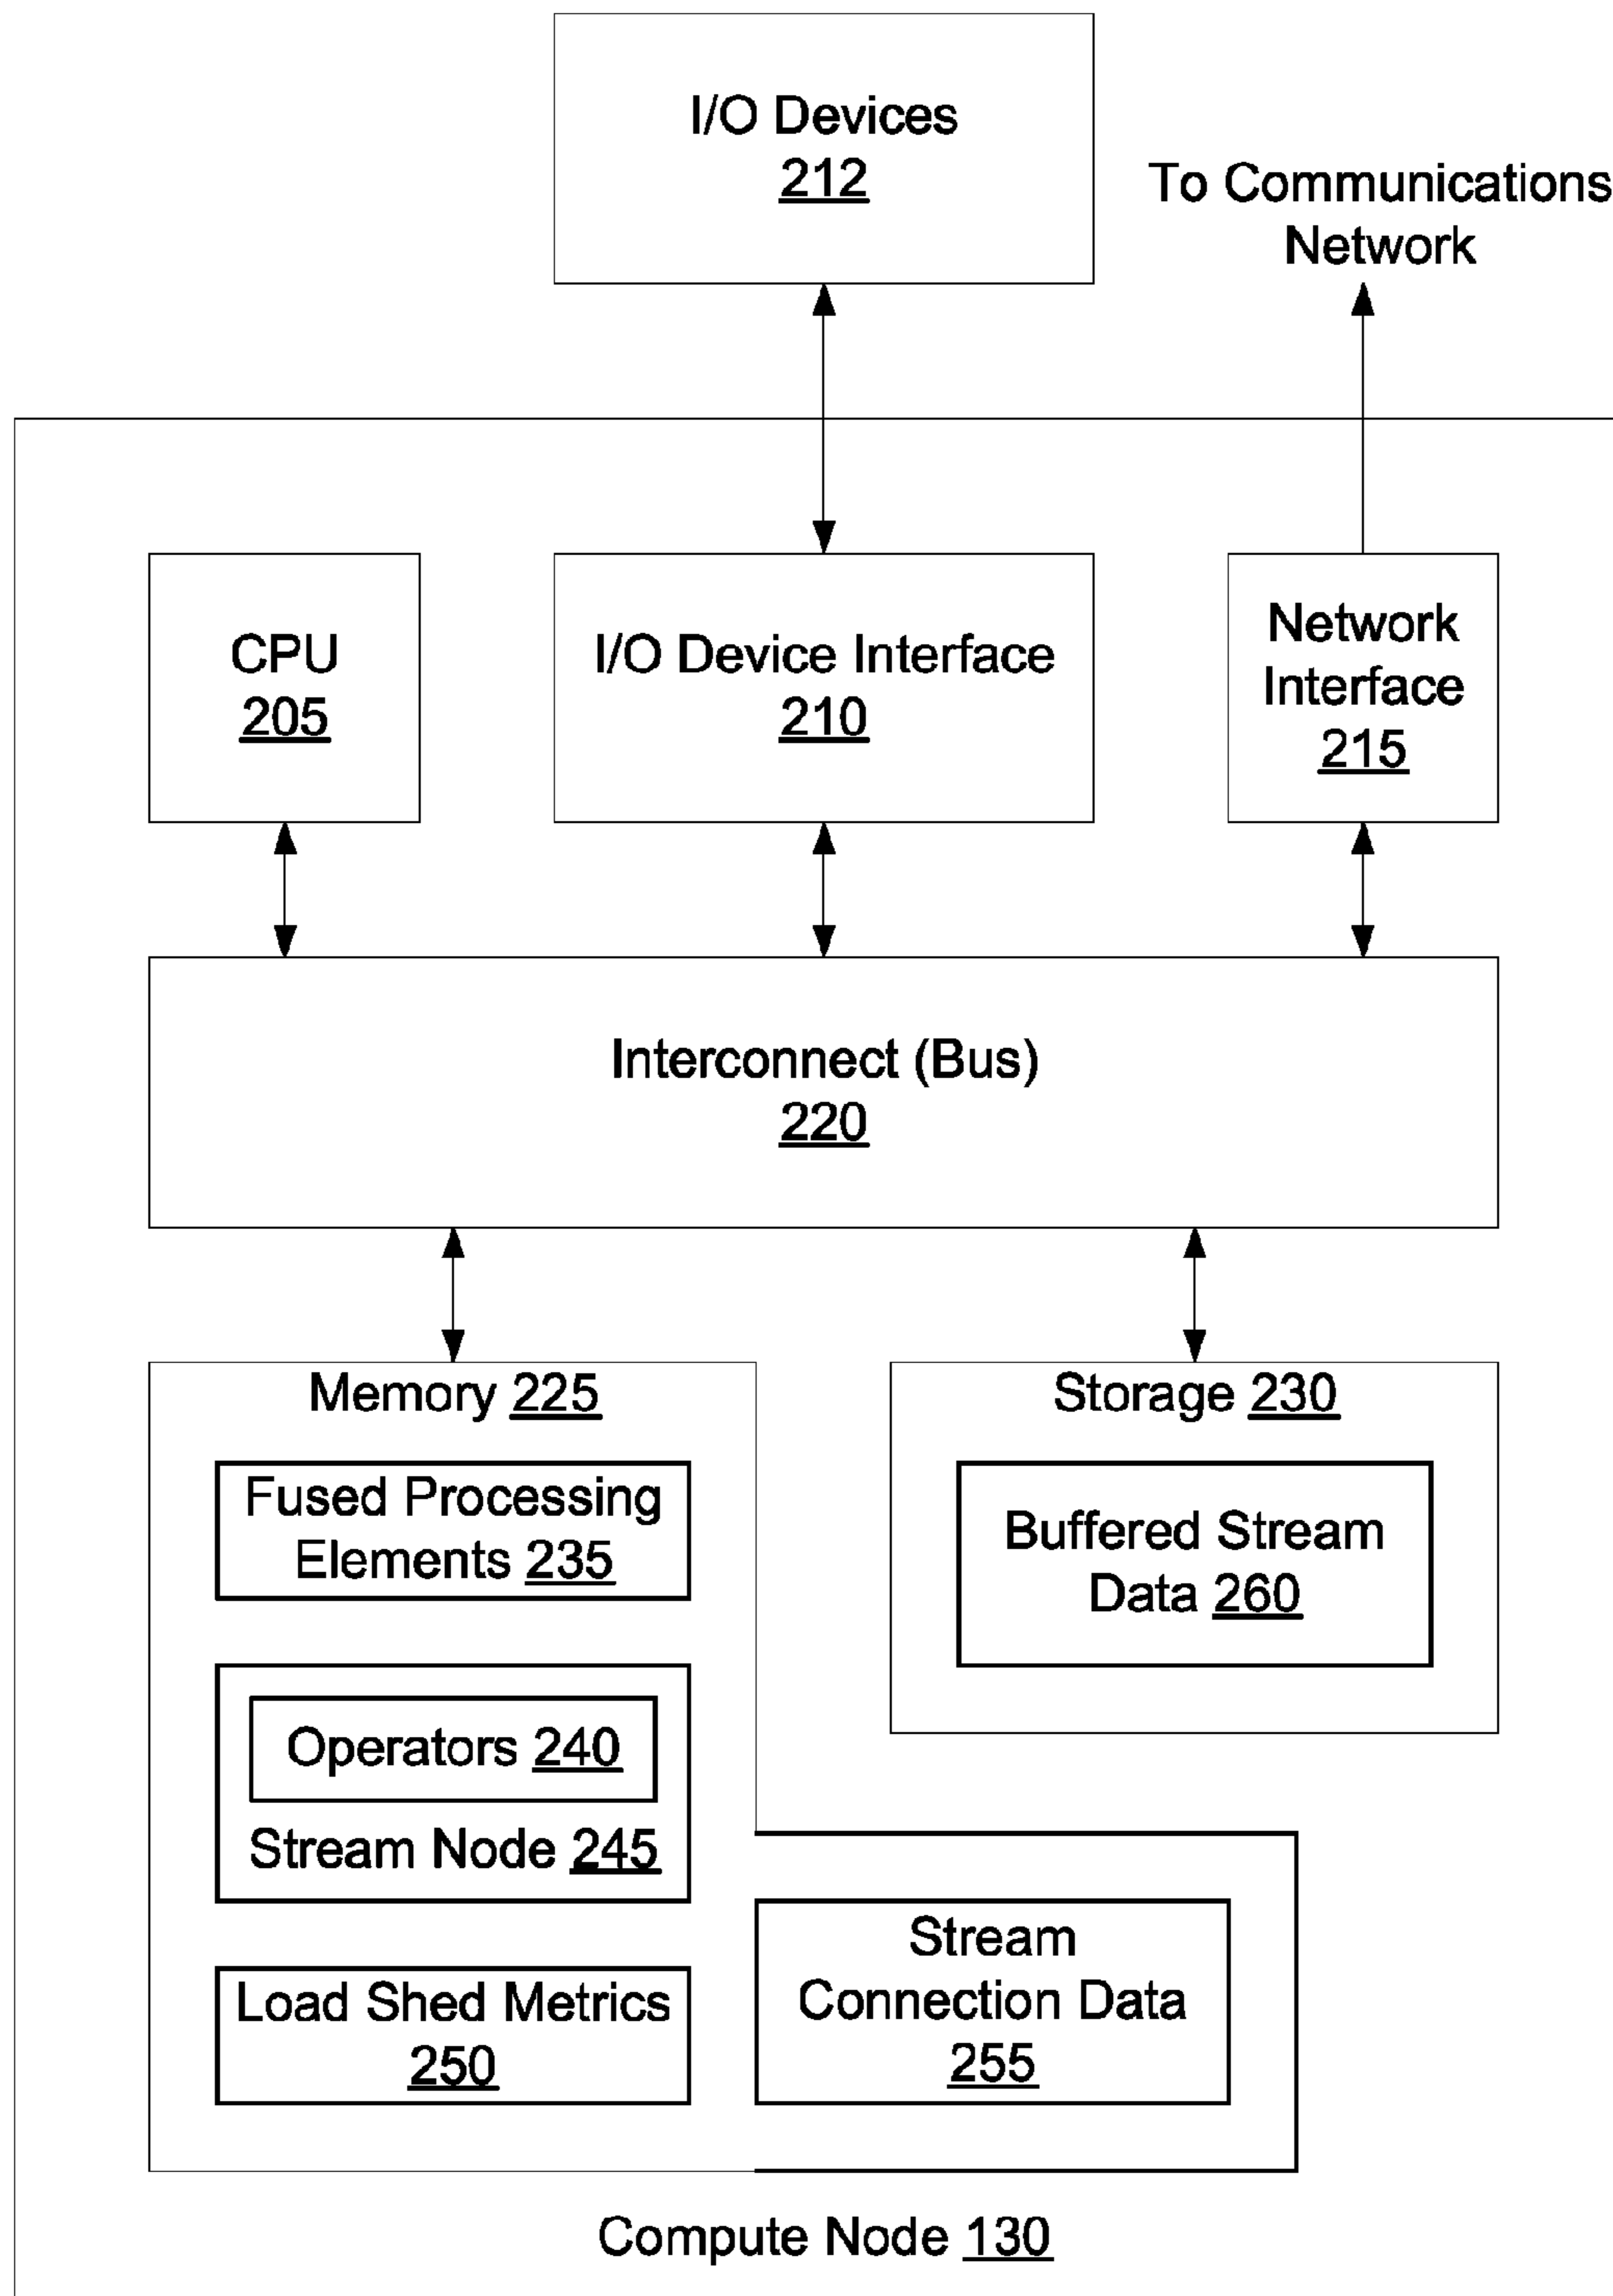 I/O Devices
212
To Communications
Network
CPU
205
I/O Device Interface
210
Network
Interface
215
Interconnect (Bus)
220
Memory 225
Fused Processing
Elements 235
Operators 240
Stream Node 245
Load Shed Metrics
250
Storage 230
Buffered Stream
Data 260
Stream
Connection Data
255
Compute Node 130